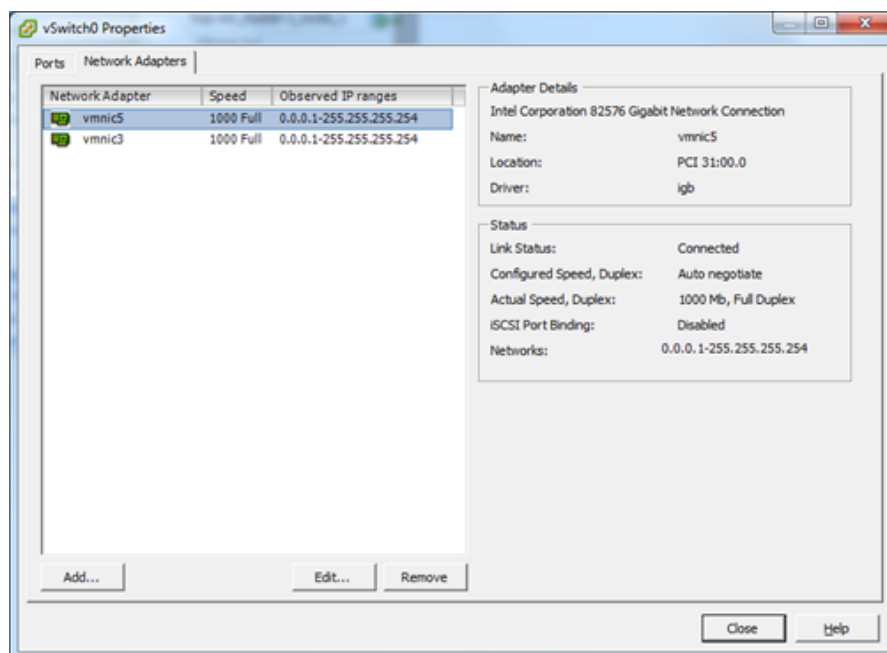 vSwitch0 Properties
Ports Network Adapters
Network Adapter Speed Observed IP ranges
vmnic5 1000 Full 0.0.0.1-255.255.255.254
vmnic3 1000 Full 0.0.0.1-255.255.255.254
Add... Edit... Remove
Adapter Details
Intel Corporation 82576 Gigabit Network Connection
Name: vmnic5
Location: PCI 31:00.0
Driver: igb
Status
Link Status: Connected
Configured Speed, Duplex: Auto negotiate
Actual Speed, Duplex: 1000 Mb, Full Duplex
iSCSI Port Binding: Disabled
Networks: 0.0.0.1-255.255.255.254
Close Help